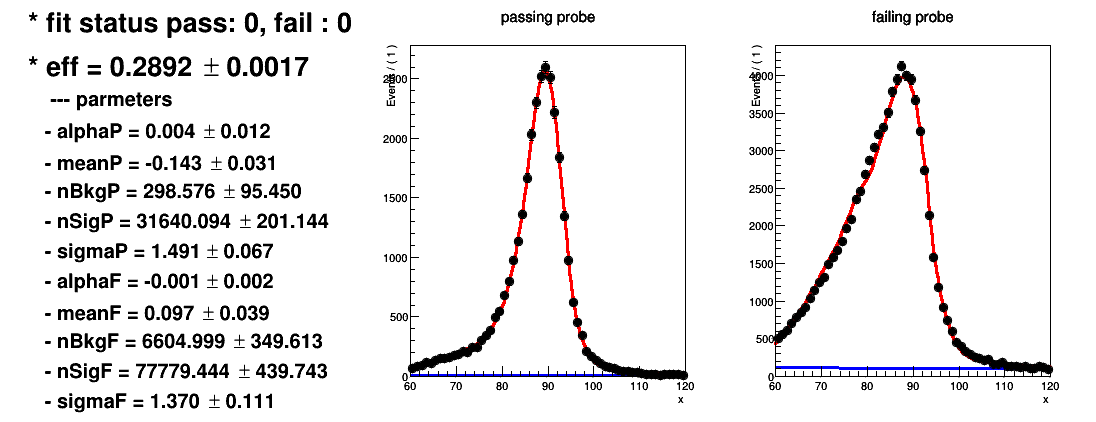 * fit status pass: 0, fail : 0
* eff = 0.2892 ± 0.0017
--- parmeters
- alphaP = 0.004 ± 0.012
- meanP = -0.143 ± 0.031
- nBkgP = 298.576 ± 95.450
- nSigP = 31640.094 ± 201.144
- sigmaP = 1.491 ± 0.067
- alphaF = -0.001 ± 0.002
- meanF = 0.097 ± 0.039
- nBkgF = 6604.999 ± 349.613
- nSigF = 77779.444 ± 439.743
- sigmaF = 1.370 ± 0.111
passing probe
Events / ( 1 )
2500
2000
1500
1000
500
0
60 70 80 90 100 110 120
x
failing probe
Events / ( 1 )
4000
3500
3000
2500
2000
1500
1000
500
0
60 70 80 90 100 110 120
x